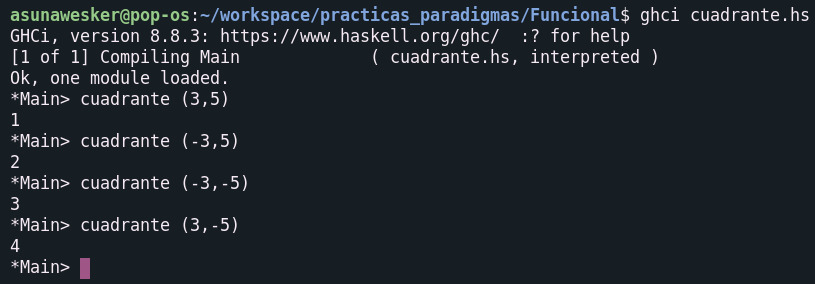 asunawesker@pop-os:~/workspace/practicas_paradigmas/Funcional$ ghci cuadrante.hs
GHCi, version 8.8.3: https://www.haskell.org/ghc/  :? for help
[1 of 1] Compiling Main             ( cuadrante.hs, interpreted )
Ok, one module loaded.
*Main> cuadrante (3,5)
1
*Main> cuadrante (-3,5)
2
*Main> cuadrante (-3,-5)
3
*Main> cuadrante (3,-5)
4
*Main>